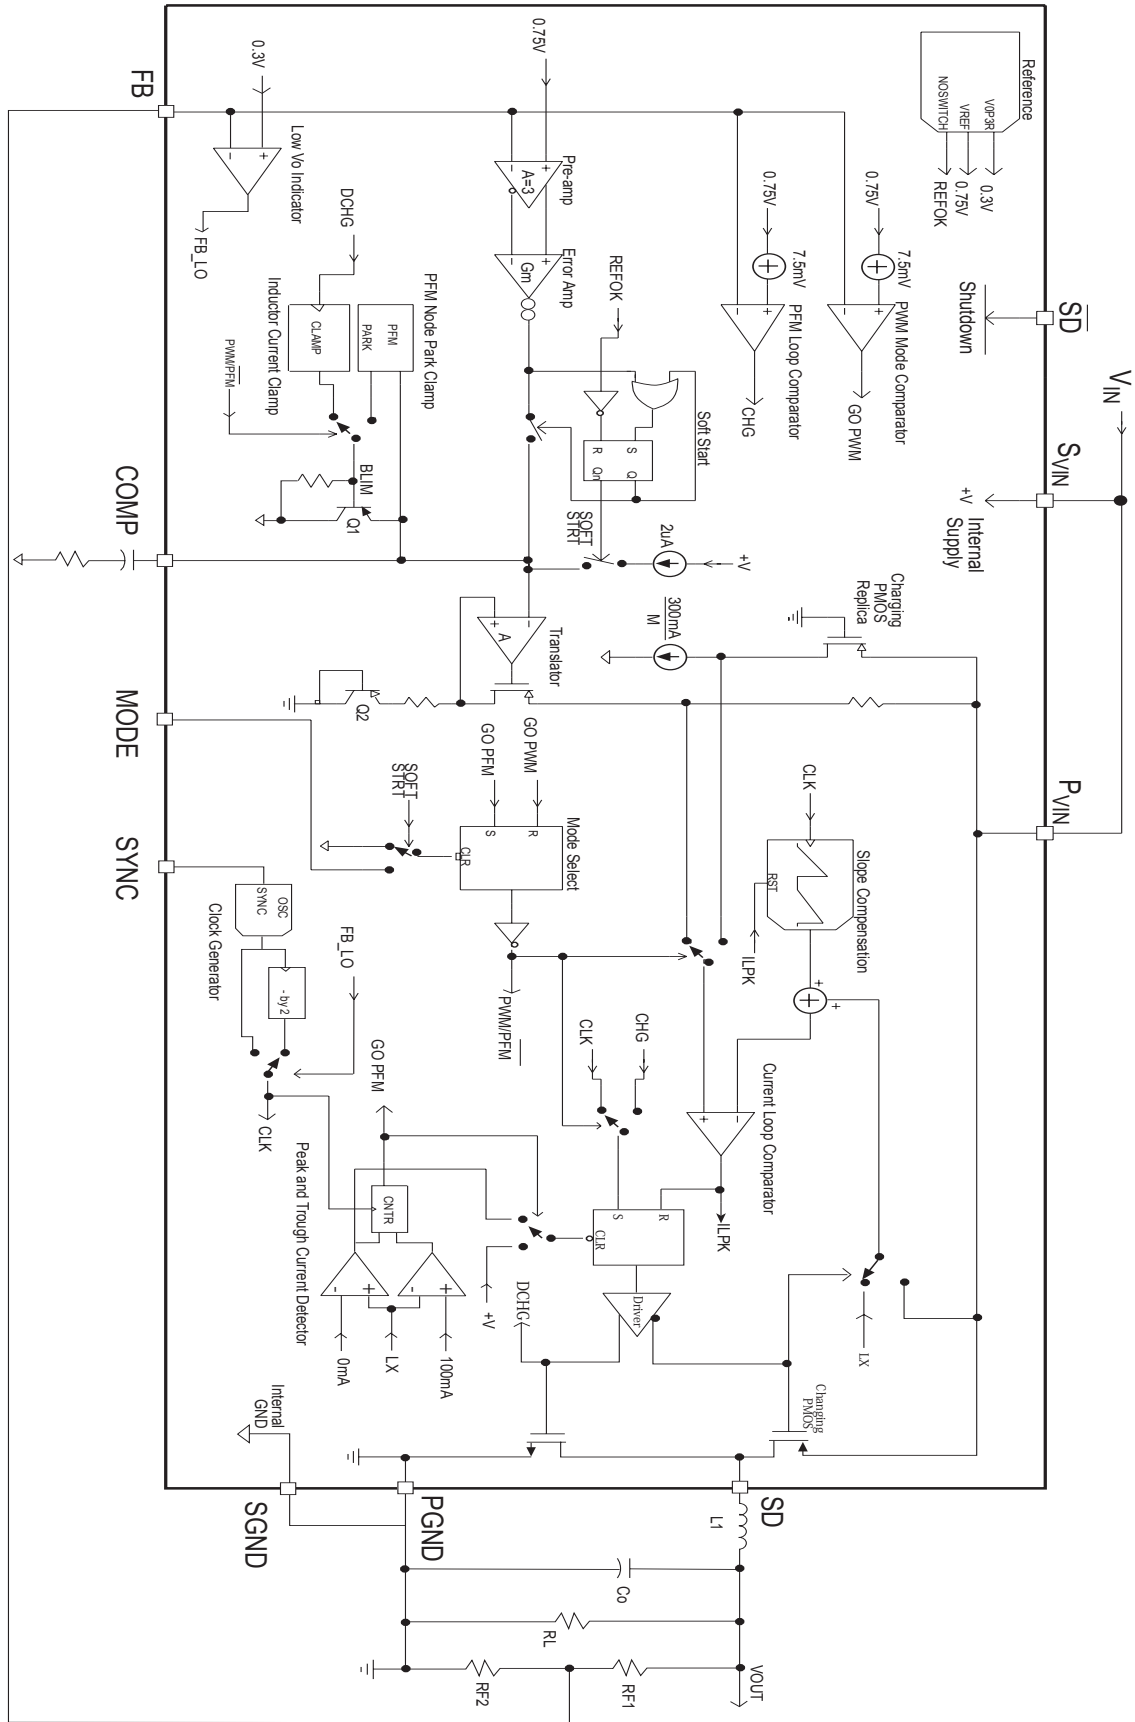 Reference
V0P3R
VREF
NOSWITCH
0.3V
0.75V
REFOK
SD
Shutdown
VIN
SVIN
+V
Internal
Supply
PVIN
0.75V
7.5mV
PWM Mode Comparator
+
-
GO PWM
0.75V
7.5mV
PFM Loop Comparator
+
-
CHG
0.75V
Pre-amp
+
-
A=3
Error Amp
+
-
Gm
REFOK
Soft Start
S
R
Q
Qn
SOFT
STRT
2uA
+V
0.3V
FB
Low Vo Indicator
+
-
FB_LO
DCHG
PFM
PARK
PFM Node Park Clamp
CLAMP
Inductor Current Clamp
PWM/PFM
BLIM
Q1
COMP
Charging
PMOS
Replica
300mA
M
Translator
-
+
A
Q2
MODE
GO PWM
GO PFM
Mode Select
R
S
CLR
SOFT
STRT
PWM/PFM
CLK
Slope Compensation
RST
ILPK
+
+
Current Loop Comparator
-
+
ILPK
CHG
CLK
SYNC
OSC
SYNC
Clock Generator
- by 2
FB_LO
CLK
GO PFM
CNTR
Peak and Trough Current Detector
+
-
+
-
100mA
LX
0mA
R
S
CLR
+V
Driver
DCHG
LX
Changing
PMOS
Internal
GND
SGND
PGND
SD
L1
Co
RL
RF1
RF2
VOUT